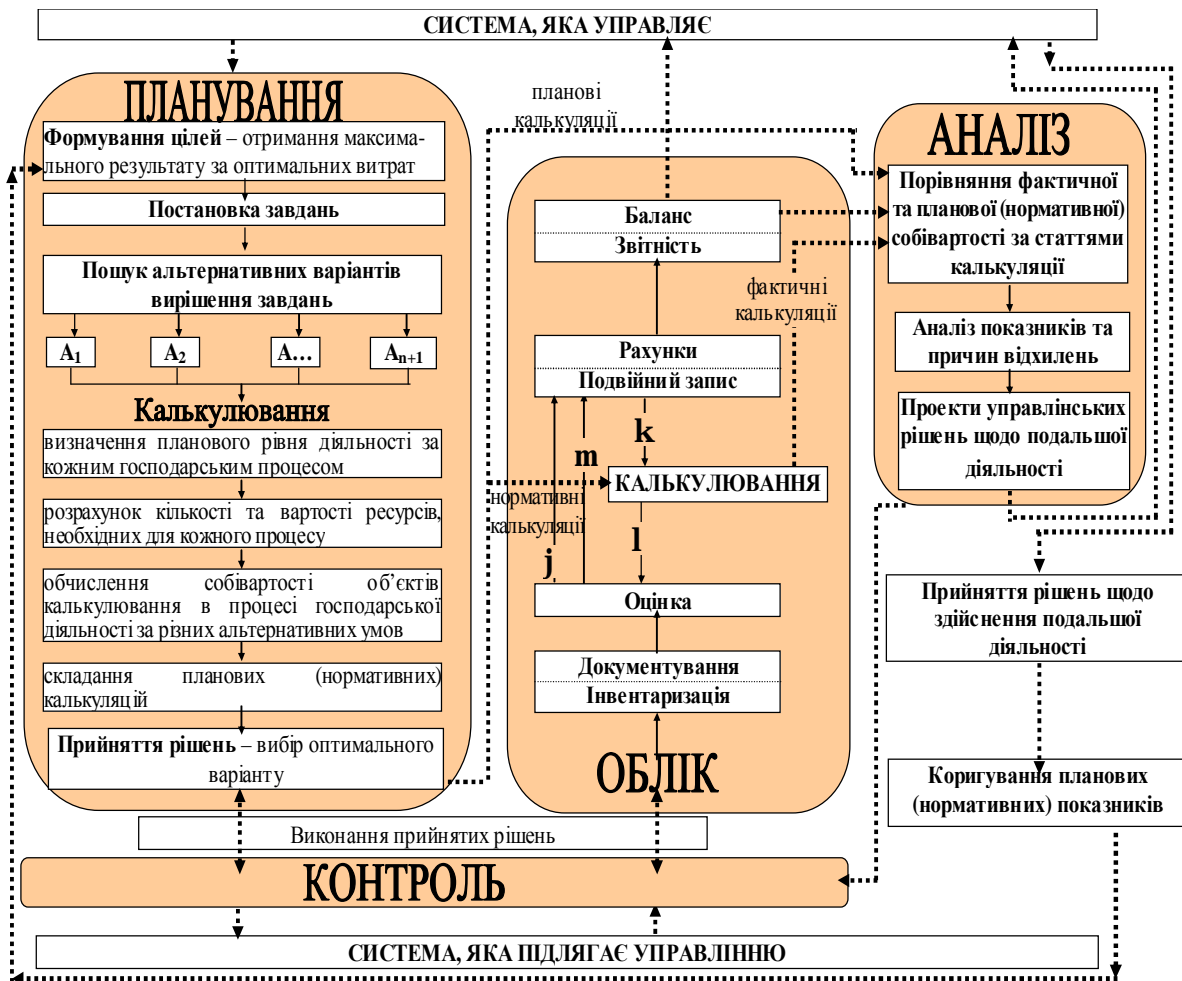 СИСТЕМА, ЯКА УПРАВЛЯЄ
ПЛАНУВАННЯ
Формування цілей – отримання максима-
льного результату за оптимальних витрат
Постановка завдань
Пошук альтернативних варіантів
вирішення завдань
А1
А2
А…
Аn+1
Калькулювання
визначення планового рівня діяльності за
кожним господарським процесом
розрахунок кількості та вартості ресурсів,
необхідних для кожного процесу
обчислення собівартості об’єктів
калькулювання в процесі господарської
діяльності за різних альтернативних умов
складання планових (нормативних)
калькуляцій
Прийняття рішень – вибір оптимального
варіанту
планові
калькуляції
Баланс
Звітність
фактичні
калькуляції
Рахунки
Подвійний запис
k
m
КАЛЬКУЛЮВАННЯ
нормативні
калькуляції
l
j
Оцінка
Документування
Інвентаризація
ОБЛІК
АНАЛІЗ
Порівняння фактичної
та планової (нормативної)
собівартості за статтями
калькуляції
Аналіз показників та
причин відхилень
Проекти управлінських
рішень щодо подальшої
діяльності
Прийняття рішень щодо
здійснення подальшої
діяльності
Коригування планових
(нормативних) показників
Виконання прийнятих рішень
КОНТРОЛЬ
СИСТЕМА, ЯКА ПІДЛЯГАЄ УПРАВЛІННЮ